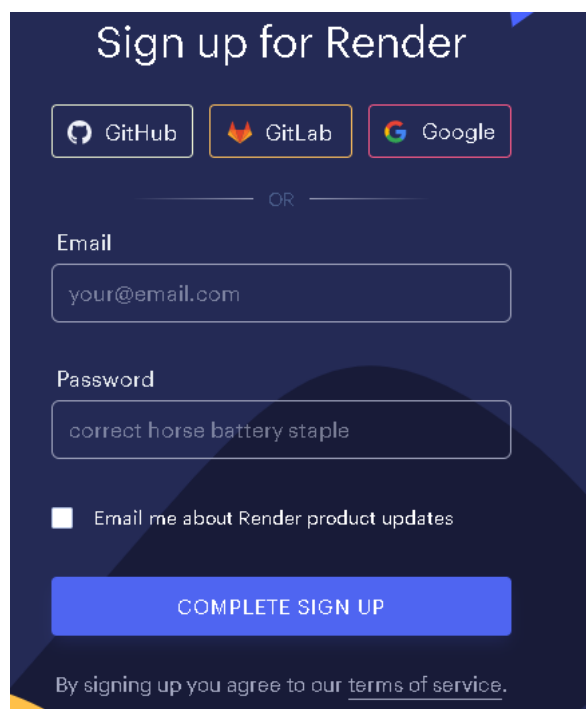 Sign up for Render
GitHub GitLab Google
OR
Email
your@email.com
Password
correct horse battery staple
Email me about Render product updates
COMPLETE SIGN UP
By signing up you agree to our terms of service.